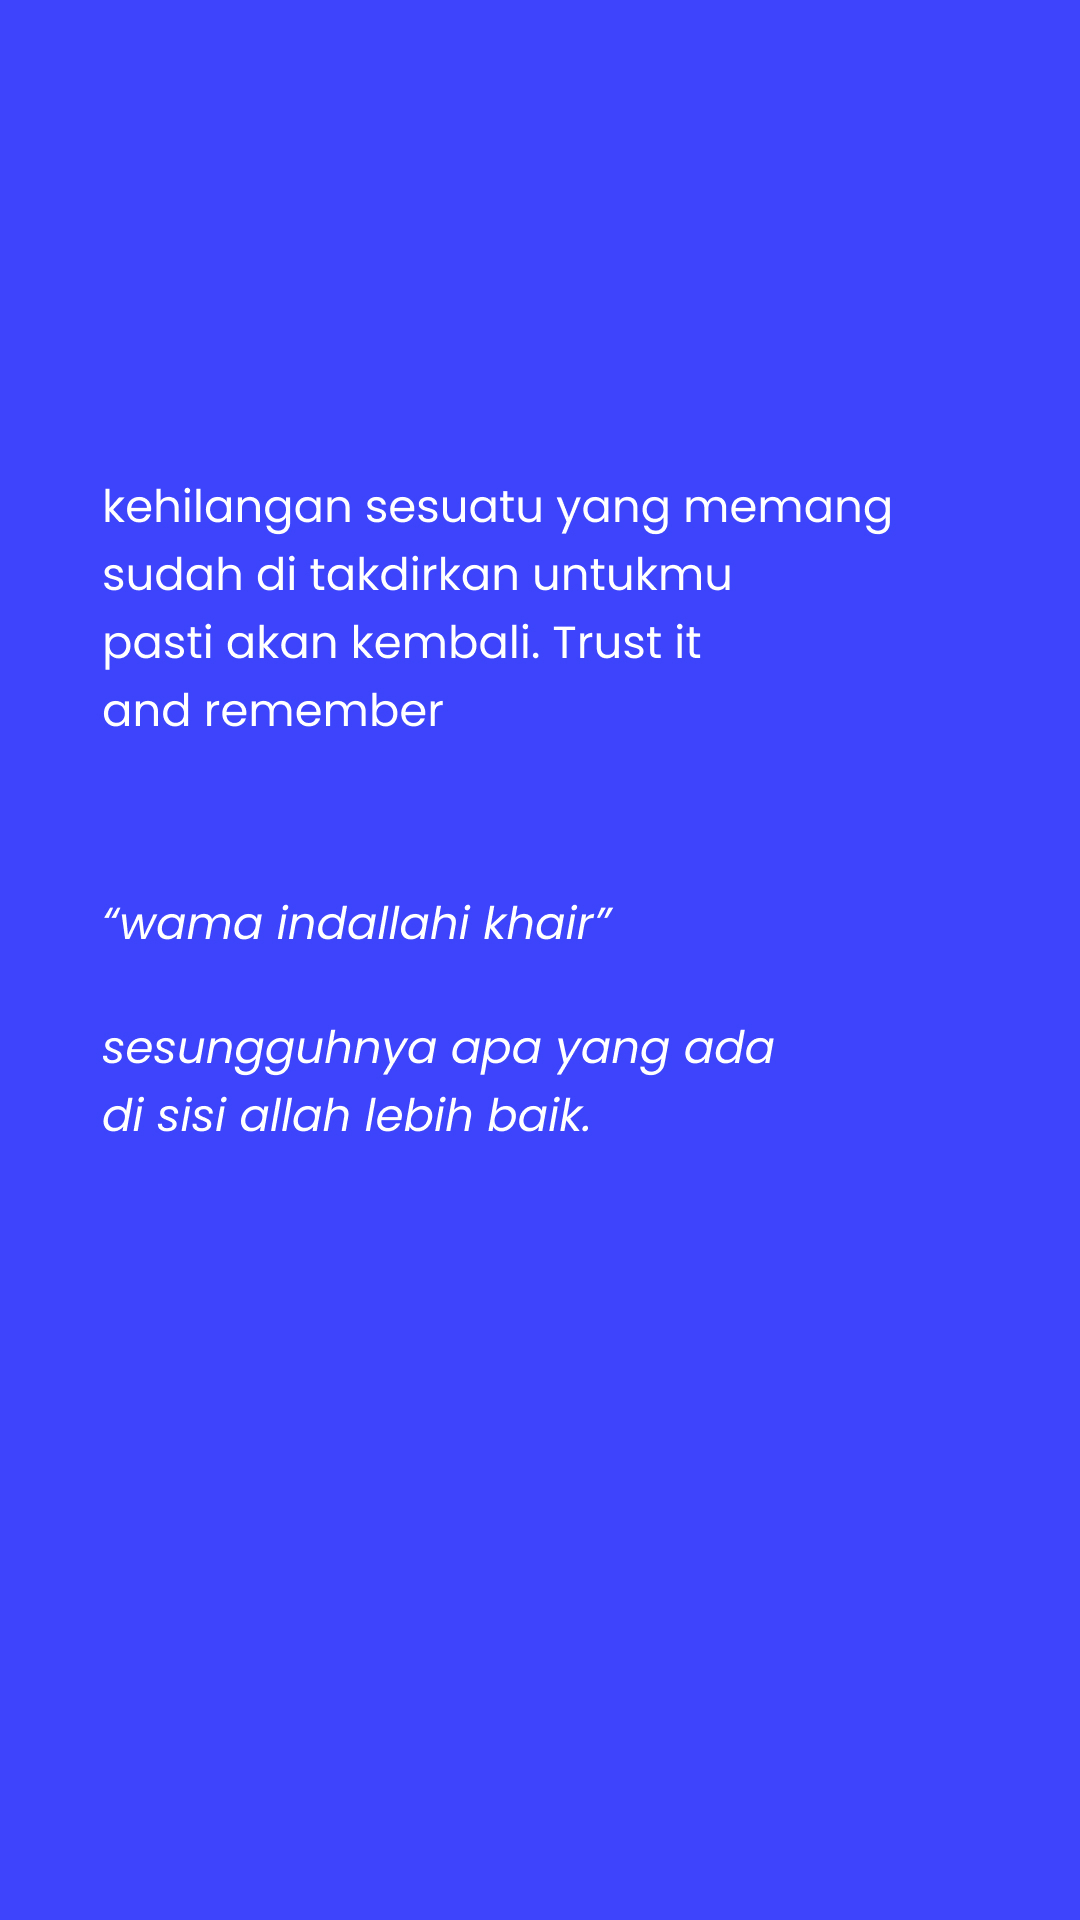 kehilangan sesuatu yang memang
sudah di takdirkan untukmu
pasti akan kembali. Trust it
and remember
“wama indallahi khair”
sesungguhnya apa yang ada
di sisi allah lebih baik.